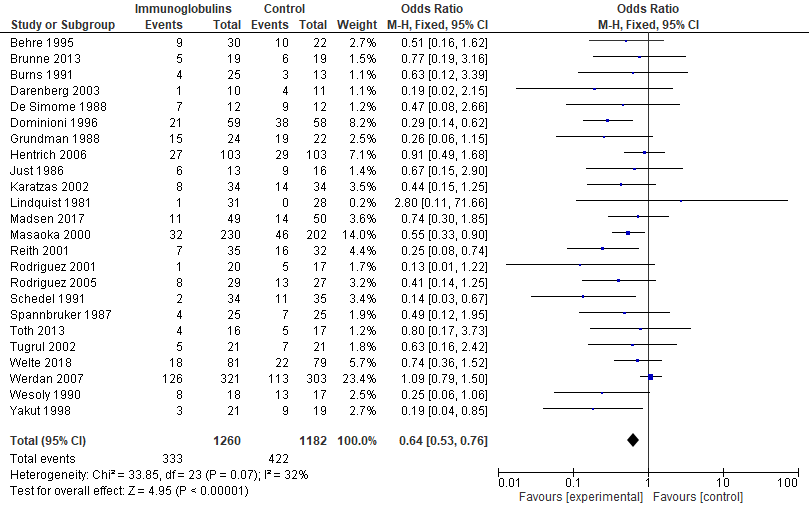 Immunoglobulins Control Odds Ratio Odds Ratio
Study or Subgroup Events Total Events Total Weight M-H, Fixed, 95% CI M-H, Fixed, 95% CI
Behre 1995 9 30 10 22 2.7% 0.51 [0.16, 1.62]
Brunne 2013 5 19 6 19 1.7% 0.77 [0.19, 3.16]
Burns 1991 4 25 3 13 1.3% 0.63 [0.12, 3.39]
Darenberg 2003 1 10 4 11 1.3% 0.19 [0.02, 2.15]
De Simome 1988 7 12 9 12 1.4% 0.47 [0.08, 2.66]
Dominioni 1996 21 59 38 58 8.2% 0.29 [0.14, 0.62]
Grundman 1988 15 24 19 22 2.4% 0.26 [0.06, 1.15]
Hentrich 2006 27 103 29 103 7.1% 0.91 [0.49, 1.68]
Just 1986 6 13 9 16 1.4% 0.67 [0.15, 2.90]
Karatzas 2002 8 34 14 34 3.6% 0.44 [0.15, 1.25]
Lindquist 1981 1 31 0 28 0.2% 2.80 [0.11, 71.66]
Madsen 2017 11 49 14 50 3.6% 0.74 [0.30, 1.85]
Masaoka 2000 32 230 46 202 14.0% 0.55 [0.33, 0.90]
Reith 2001 7 35 16 32 4.4% 0.25 [0.08, 0.74]
Rodriguez 2001 1 20 5 17 1.7% 0.13 [0.01, 1.22]
Rodriguez 2005 8 29 13 27 3.2% 0.41 [0.14, 1.25]
Schedel 1991 2 34 11 35 3.4% 0.14 [0.03, 0.67]
Spannbruker 1987 4 25 7 25 2.0% 0.49 [0.12, 1.95]
Toth 2013 4 16 5 17 1.2% 0.80 [0.17, 3.73]
Tugrul 2002 5 21 7 21 1.8% 0.63 [0.16, 2.42]
Welte 2018 18 81 22 79 5.7% 0.74 [0.36, 1.52]
Werdan 2007 126 321 113 303 23.4% 1.09 [0.79, 1.50]
Wesoly 1990 8 18 13 17 2.5% 0.25 [0.06, 1.06]
Yakut 1998 3 21 9 19 2.7% 0.19 [0.04, 0.85]
Total (95% CI) 1260 1182 100.0% 0.64 [0.53, 0.76]
Total events 333 422
Heterogeneity: Chi² = 33.85, df = 23 (P = 0.07); I² = 32%
Test for overall effect: Z = 4.95 (P < 0.00001)
0.01 0.1 1 10 100
Favours [experimental] Favours [control]